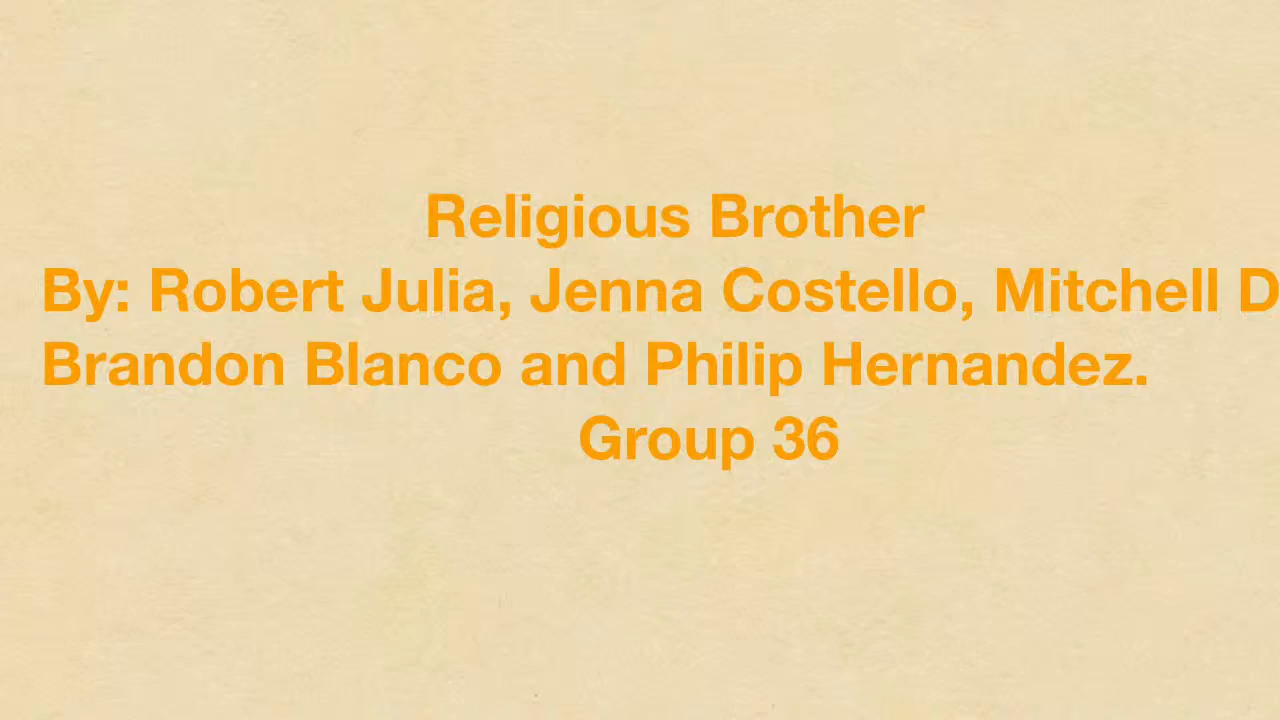 Religious Brother
By: Robert Julia, Jenna Costello, Mitchell D
Brandon Blanco and Philip Hernandez.
Group 36